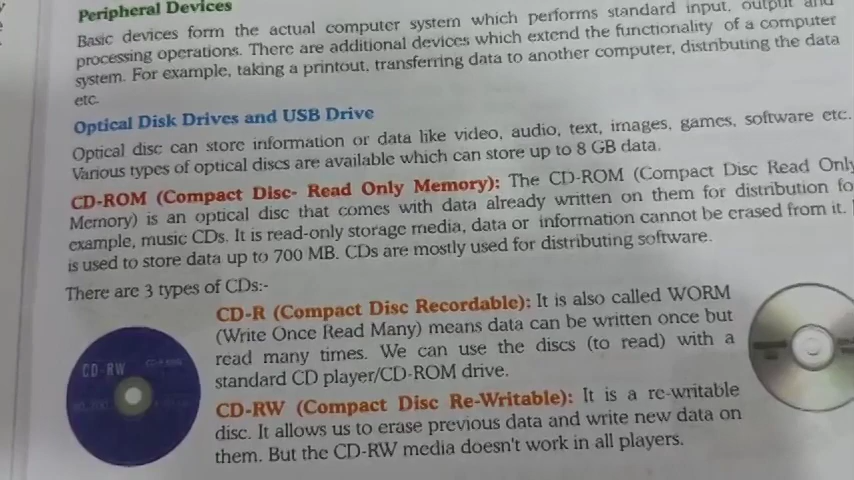 Peripheral Devices
Basic devices form the actual computer system which performs standard input, output and
processing operations. There are additional devices which extend the functionality of a computer
system. For example, taking a printout, transferring data to another computer, distributing the data
etc.
Optical Disk Drives and USB Drive
Optical disc can store information or data like video, audio, text, images, games, software etc.
Various types of optical discs are available which can store up to 8 GB data.
CD-ROM (Compact Disc- Read Only Memory): The CD-ROM (Compact Disc Read Only
Memory) is an optical disc that comes with data already written on them for distribution fo
example, music CDs. It is read-only storage media, data or information cannot be erased from it.
is used to store data up to 700 MB. CDs are mostly used for distributing software.
There are 3 types of CDs:-
CD-R (Compact Disc Recordable): It is also called WORM
(Write Once Read Many) means data can be written once but
read many times. We can use the discs (to read) with a
standard CD player/CD-ROM drive.
CD-RW (Compact Disc Re-Writable): It is a re-writable
disc. It allows us to erase previous data and write new data on
them. But the CD-RW media doesn't work in all players.
CD-RW